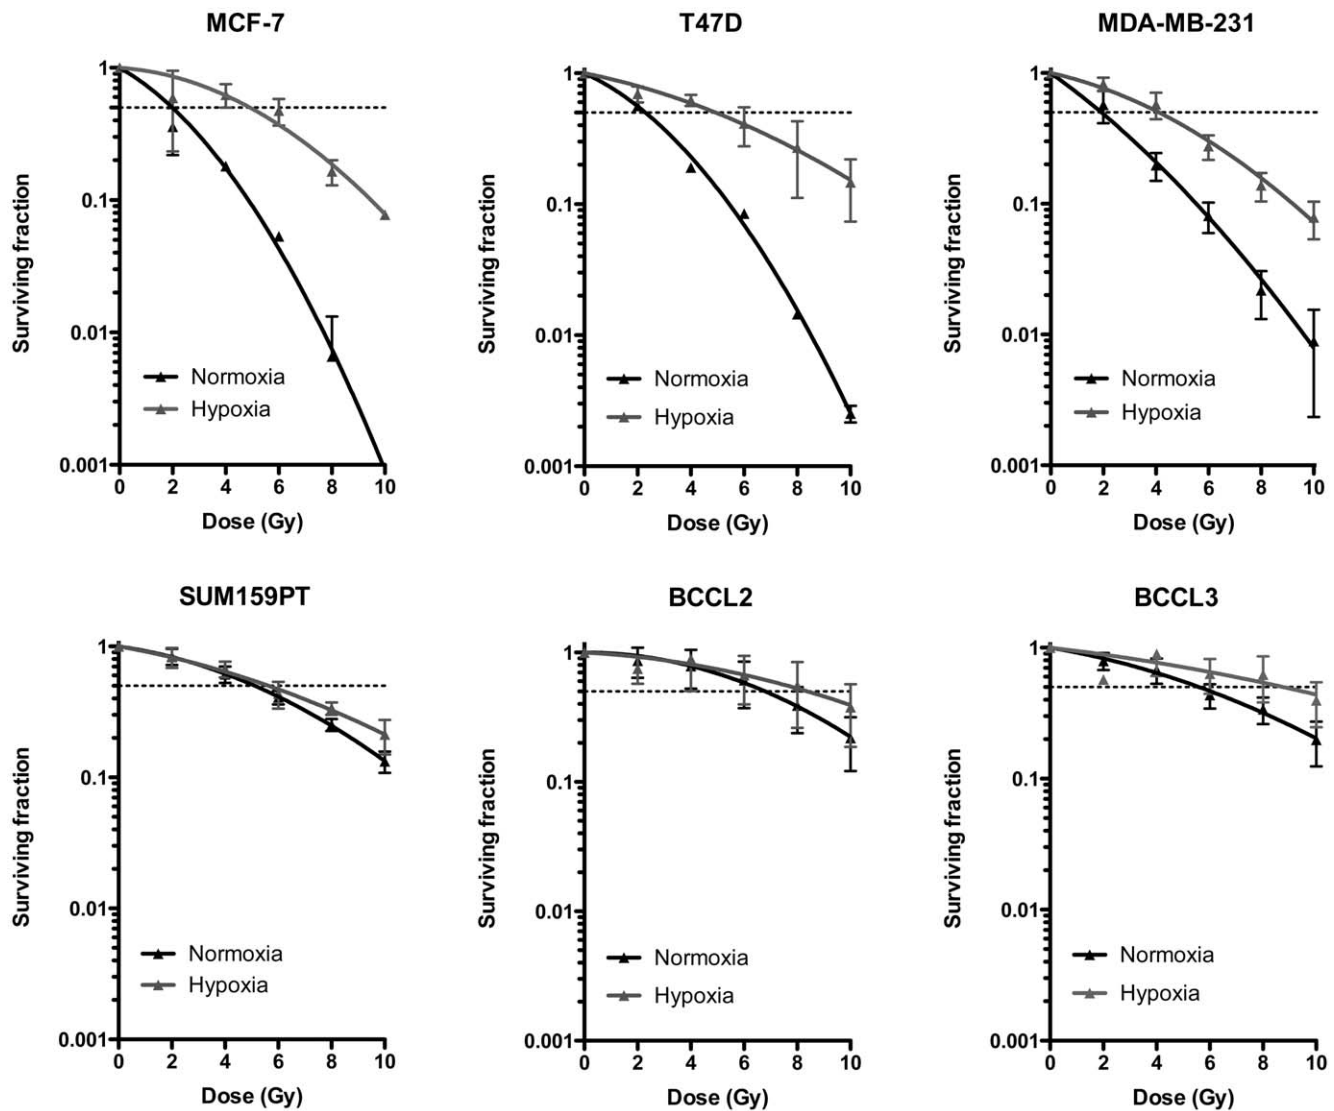 MCF-7
T47D
MDA-MB-231
1
0.1
0.01
0.001
Surviving fraction
Normoxia
Hypoxia
0 2 4 6 8 10
Dose (Gy)
1
0.1
0.01
0.001
Surviving fraction
Normoxia
Hypoxia
0 2 4 6 8 10
Dose (Gy)
1
0.1
0.01
0.001
Surviving fraction
Normoxia
Hypoxia
0 2 4 6 8 10
Dose (Gy)
SUM159PT
BCCL2
BCCL3
1
0.1
0.01
0.001
Surviving fraction
Normoxia
Hypoxia
0 2 4 6 8 10
Dose (Gy)
1
0.1
0.01
0.001
Surviving fraction
Normoxia
Hypoxia
0 2 4 6 8 10
Dose (Gy)
1
0.1
0.01
0.001
Surviving fraction
Normoxia
Hypoxia
0 2 4 6 8 10
Dose (Gy)